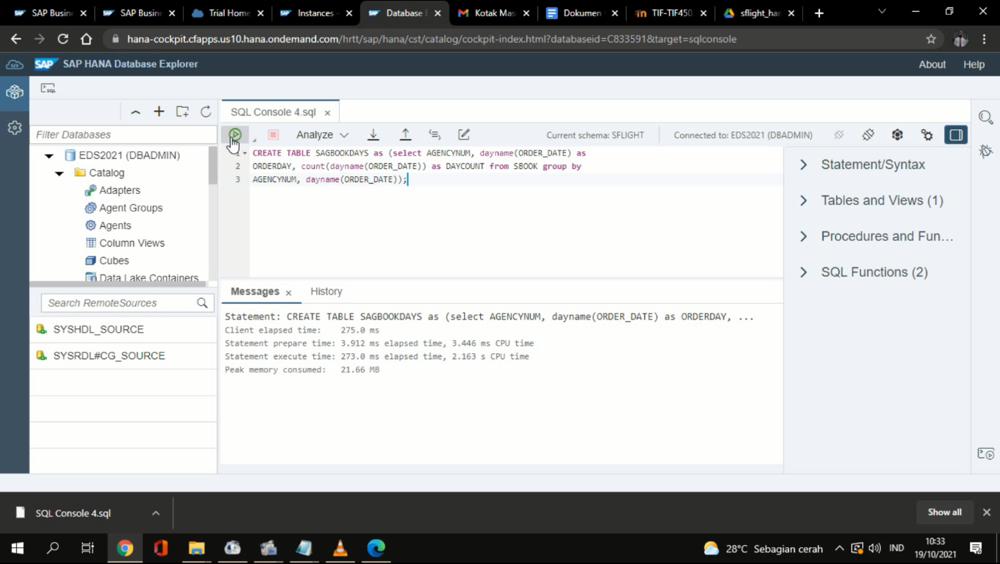 SAP Busin
SAP Busin
Trial Home
Instances -
Database E
Kotak Mas
Dokumen
TIF-TIF450
sflight_han
hana-cockpit.cfapps.us10.hana.ondemand.com/hrtt/sap/hana/cst/catalog/cockpit-index.html?databaseid=C833591&target=sqlconsole
SAP SAP HANA Database Explorer
About Help
SQL Console 4.sql
Filter Databases
Analyze
Current schema: SFLIGHT
Connected to: EDS2021 (DBADMIN)
EDS2021 (DBADMIN)
Catalog
Adapters
Agent Groups
Agents
Column Views
Cubes
Data Lake Containers
1 CREATE TABLE SAGBOOKDAYS as (select AGENCYNUM, dayname(ORDER_DATE) as
2 ORDERDAY, count(dayname(ORDER_DATE)) as DAYCOUNT from SBOOK group by
3 AGENCYNUM, dayname(ORDER_DATE));
Statement/Syntax
Tables and Views (1)
Procedures and Fun...
SQL Functions (2)
Search RemoteSources
SYSHDL_SOURCE
SYSRDL#CG_SOURCE
Messages History
Statement: CREATE TABLE SAGBOOKDAYS as (select AGENCYNUM, dayname(ORDER_DATE) as ORDERDAY, ...
Client elapsed time: 275.0 ms
Statement prepare time: 3.912 ms elapsed time, 3.446 ms CPU time
Statement execute time: 273.0 ms elapsed time, 2.163 s CPU time
Peak memory consumed: 21.66 MB
SQL Console 4.sql
Show all
28°C Sebagian cerah
IND
10:33
19/10/2021